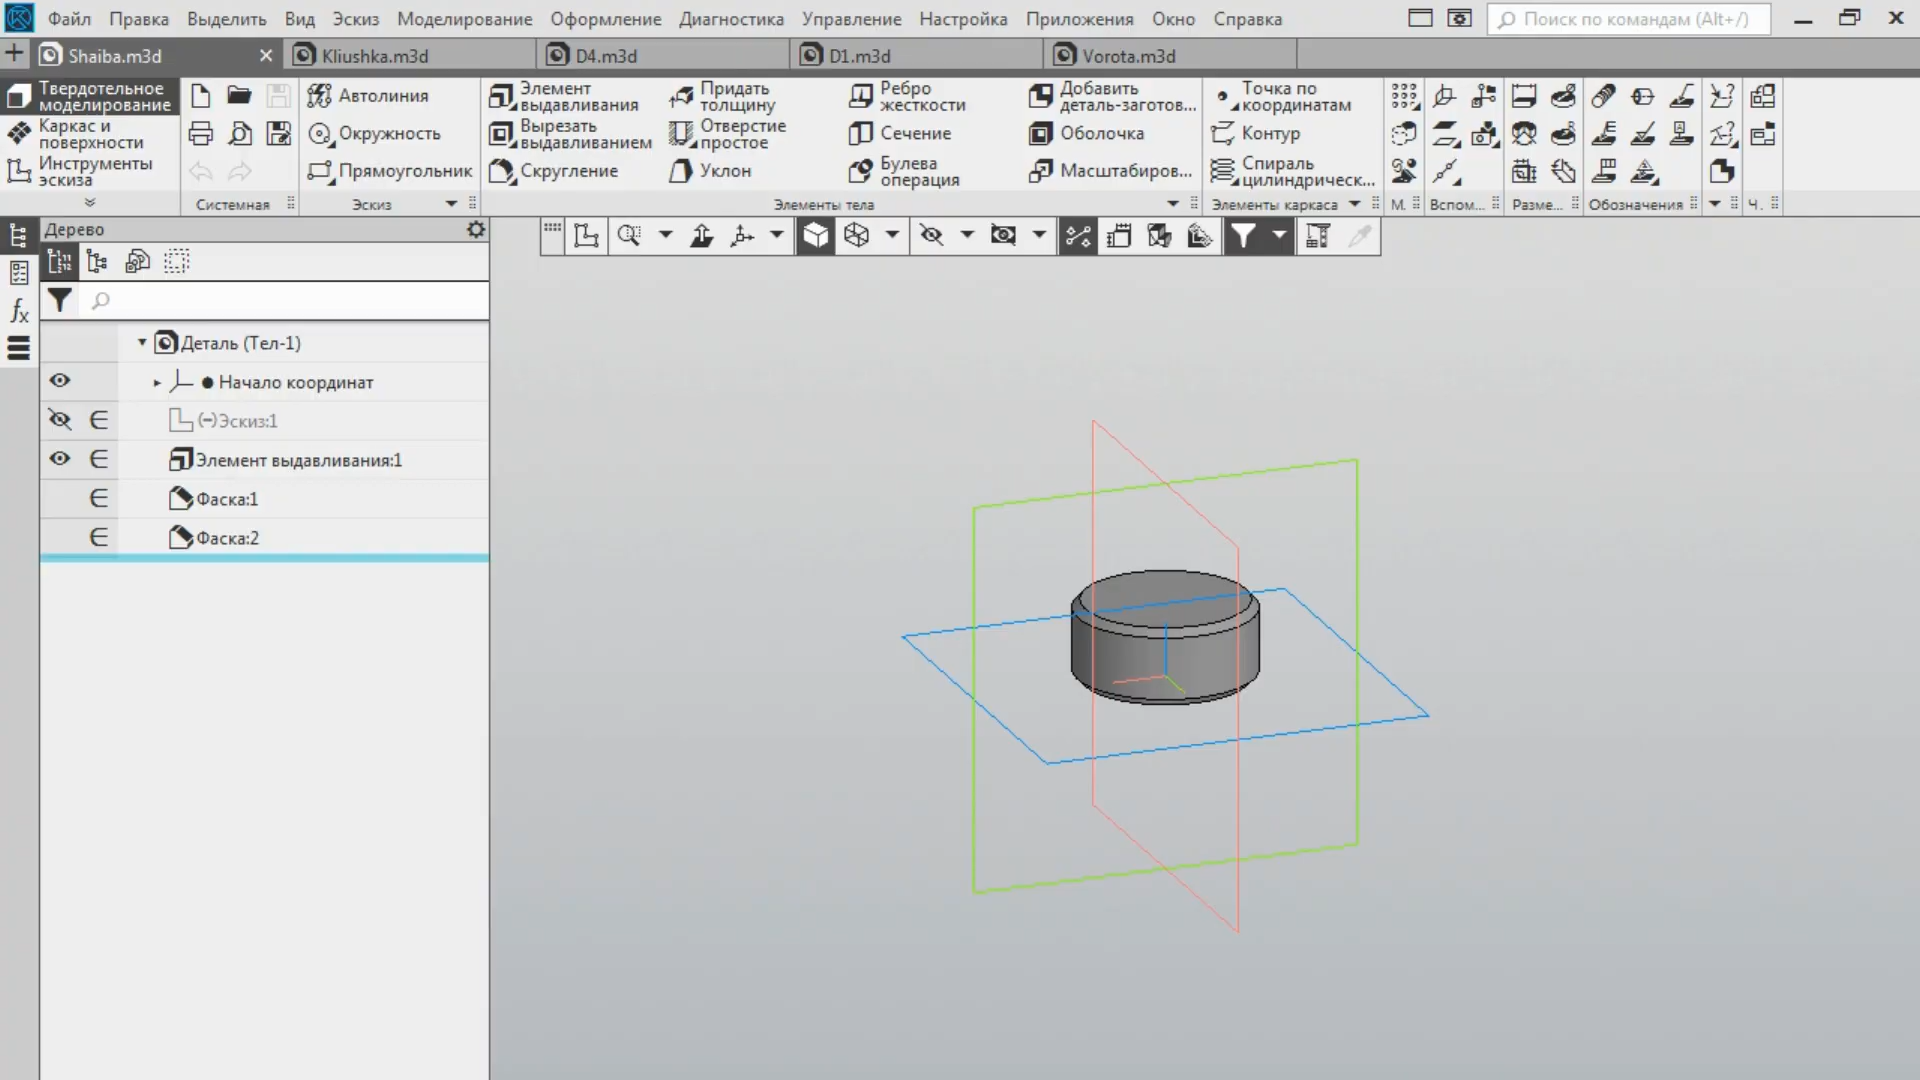 Файл Правка Выделить Вид Эскиз Моделирование Оформление Диагностика Управление Настройка Приложения Окно Справка Поиск по командам (Alt+/)
Shaiba.m3d Kliushka.m3d D4.m3d D1.m3d Vorota.m3d
Твердотельное моделирование
Каркас и поверхности
Инструменты эскиза
Системная
Автолиния
Окружность
Прямоугольник
Эскиз
Элемент выдавливания
Вырезать выдавливанием
Скругление
Придать толщину
Отверстие простое
Уклон
Ребро жесткости
Сечение
Булева операция
Добавить деталь-заготов...
Оболочка
Масштабиров...
Элементы тела
Точка по координатам
Контур
Спираль цилиндрическ...
Элементы каркаса
М.
Вспом...
Разме...
Обозначения
Ч.
Дерево
Деталь (Тел-1)
Начало координат
(-)Эскиз:1
Элемент выдавливания:1
Фаска:1
Фаска:2